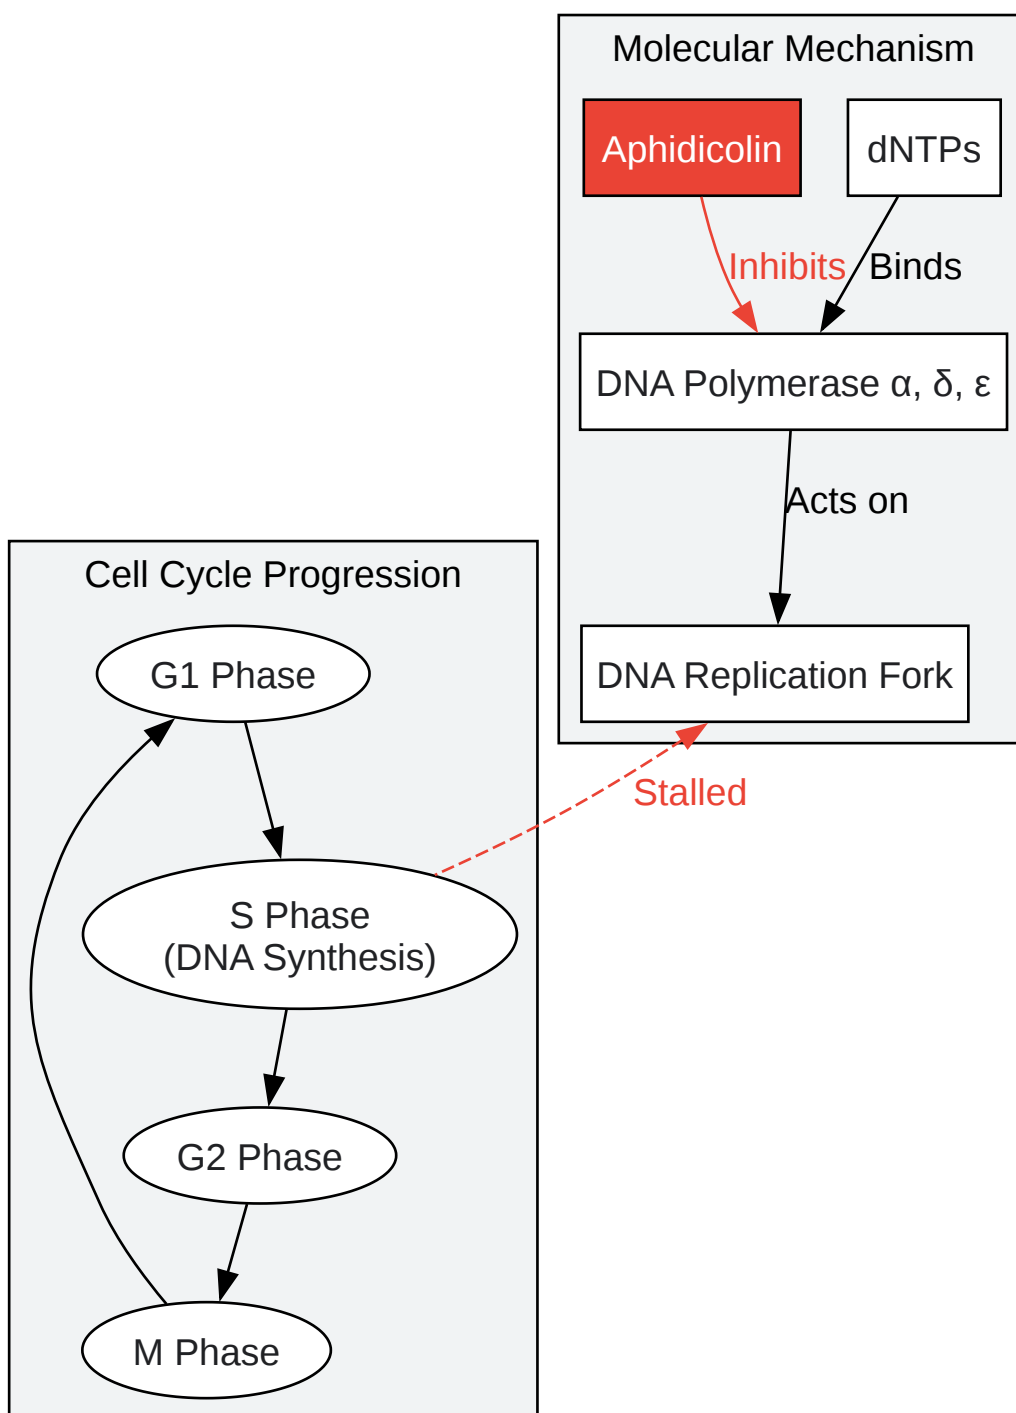 Molecular Mechanism
Aphidicolin
dNTPs
Inhibits
Binds
DNA Polymerase α, δ, ε
Acts on
DNA Replication Fork
Stalled
Cell Cycle Progression
G1 Phase
S Phase
(DNA Synthesis)
G2 Phase
M Phase